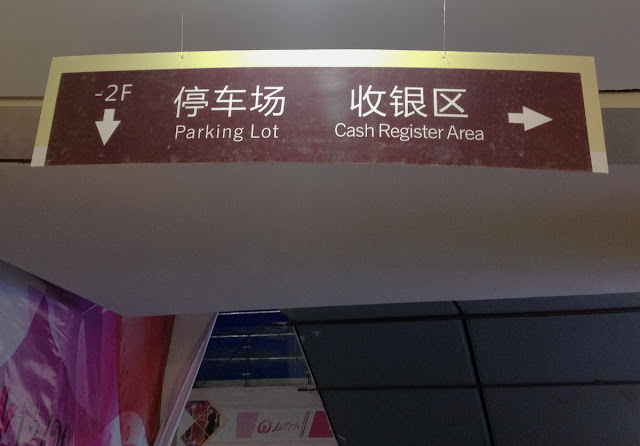 -2F
停车场
Parking Lot
收银区
Cash Register Area